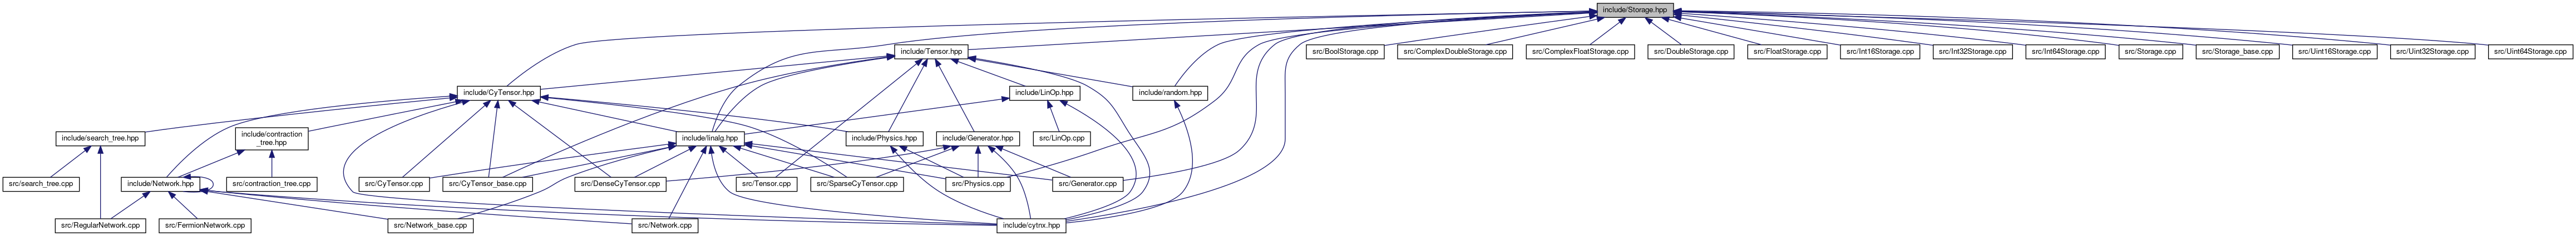 include/Storage.hpp
include/Tensor.hpp
src/BoolStorage.cpp
src/ComplexDoubleStorage.cpp
src/ComplexFloatStorage.cpp
src/DoubleStorage.cpp
src/FloatStorage.cpp
src/Int16Storage.cpp
src/Int32Storage.cpp
src/Int64Storage.cpp
src/Storage.cpp
src/Storage_base.cpp
src/Uint16Storage.cpp
src/Uint32Storage.cpp
src/Uint64Storage.cpp
include/CyTensor.hpp
include/LinOp.hpp
include/random.hpp
include/search_tree.hpp
include/contraction
_tree.hpp
include/linalg.hpp
include/Physics.hpp
include/Generator.hpp
src/LinOp.cpp
src/search_tree.cpp
include/Network.hpp
src/contraction_tree.cpp
src/CyTensor.cpp
src/CyTensor_base.cpp
src/DenseCyTensor.cpp
src/Tensor.cpp
src/SparseCyTensor.cpp
src/Physics.cpp
src/Generator.cpp
src/RegularNetwork.cpp
src/FermionNetwork.cpp
src/Network_base.cpp
src/Network.cpp
include/cytnx.hpp